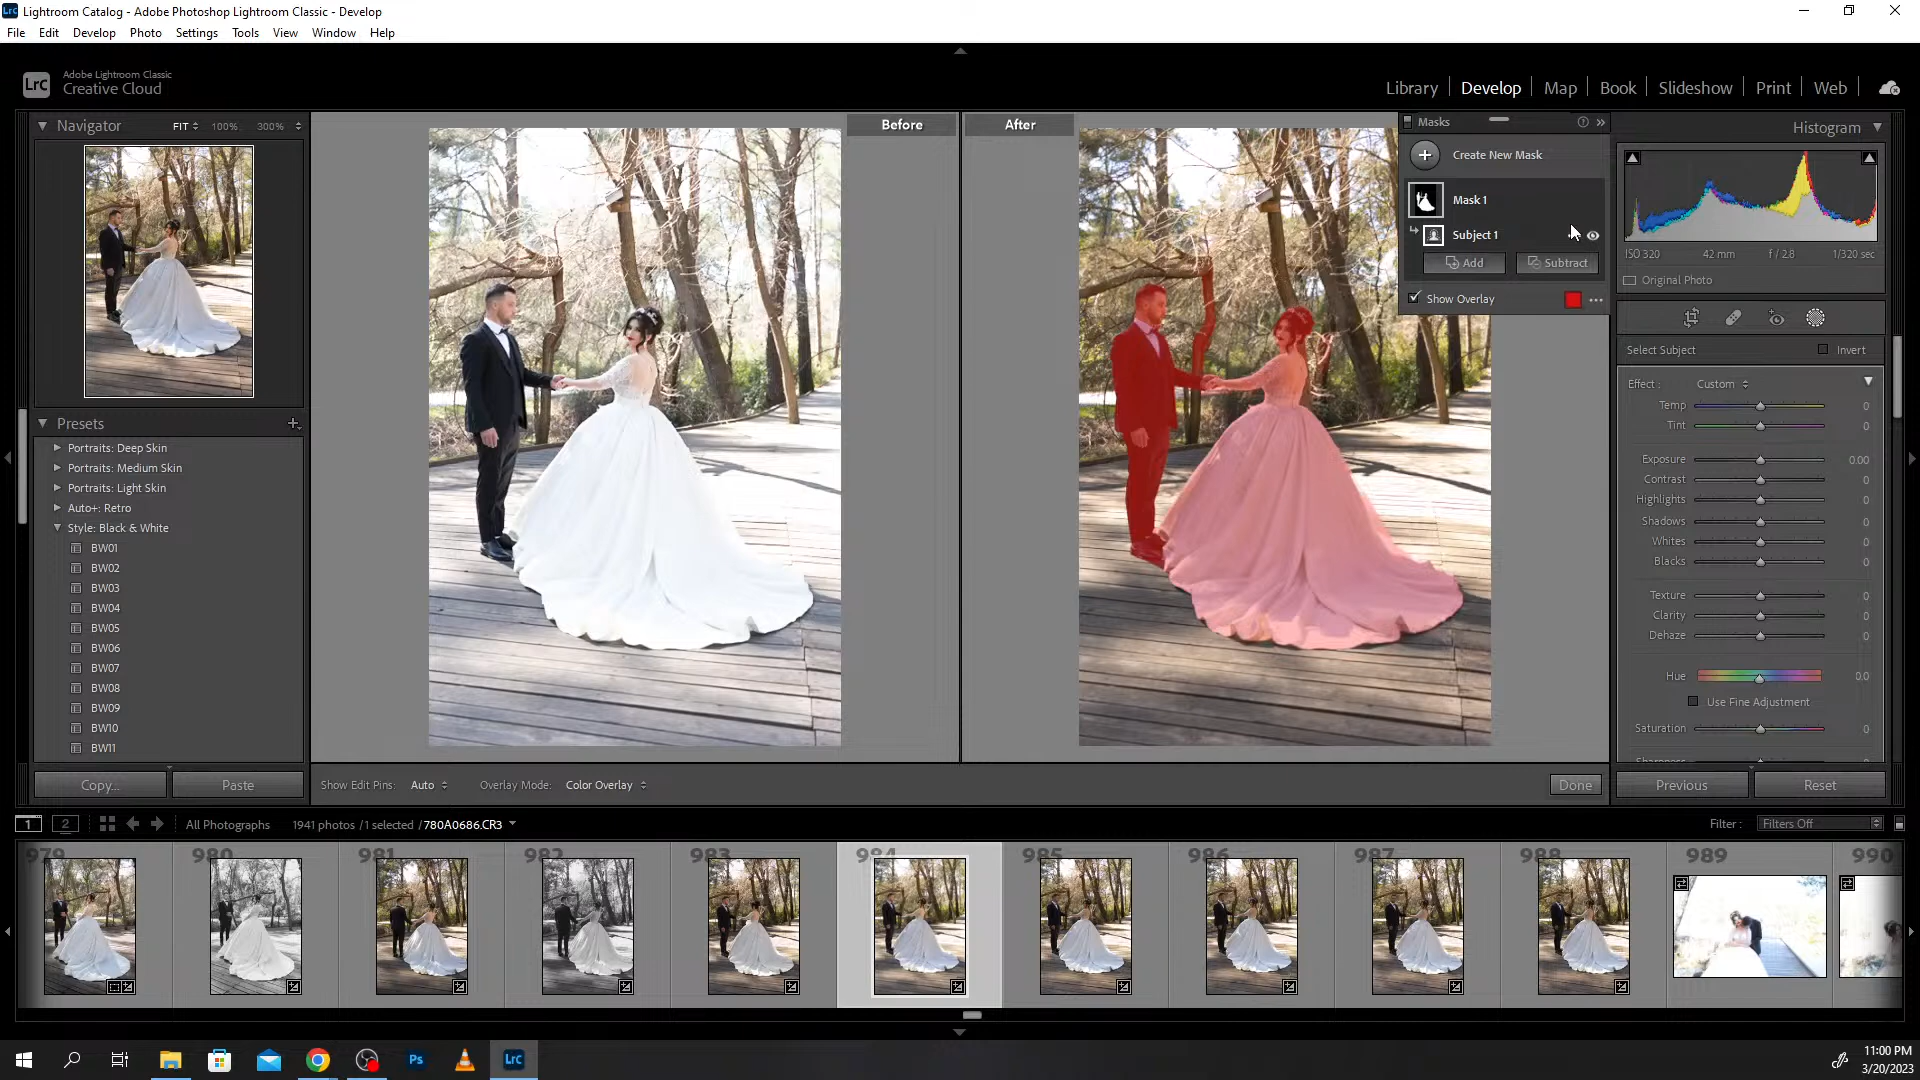 Lightroom Catalog - Adobe Photoshop Lightroom Classic - Develop
File Edit Develop Photo Settings Tools View Window Help
LrC
Adobe Lightroom Classic
Creative Cloud
Library Develop Map Book Slideshow Print Web
Navigator FIT 100% 300%
Before
After
Masks
Create New Mask
Mask 1
Subject 1
Add Subtract
Show Overlay
Histogram
ISO 320 42 mm f / 2.8 1/320 sec
Original Photo
Select Subject Invert
Effect : Custom
Temp 0
Tint 0
Exposure 0.00
Contrast 0
Highlights 0
Shadows 0
Whites 0
Blacks 0
Texture 0
Clarity 0
Dehaze 0
Hue 0.0
Use Fine Adjustment
Saturation 0
Sharpness
Presets
Portraits: Deep Skin
Portraits: Medium Skin
Portraits: Light Skin
Auto+: Retro
Style: Black & White
BW01
BW02
BW03
BW04
BW05
BW06
BW07
BW08
BW09
BW10
BW11
Copy... Paste
Show Edit Pins: Auto Overlay Mode: Color Overlay Done
Previous Reset
1 2 All Photographs 1941 photos / 1 selected / 780A0686.CR3
Filter : Filters Off
979 980 981 982 983 984 985 986 987 988 989 990
Ps LrC
11:00 PM
3/20/2023